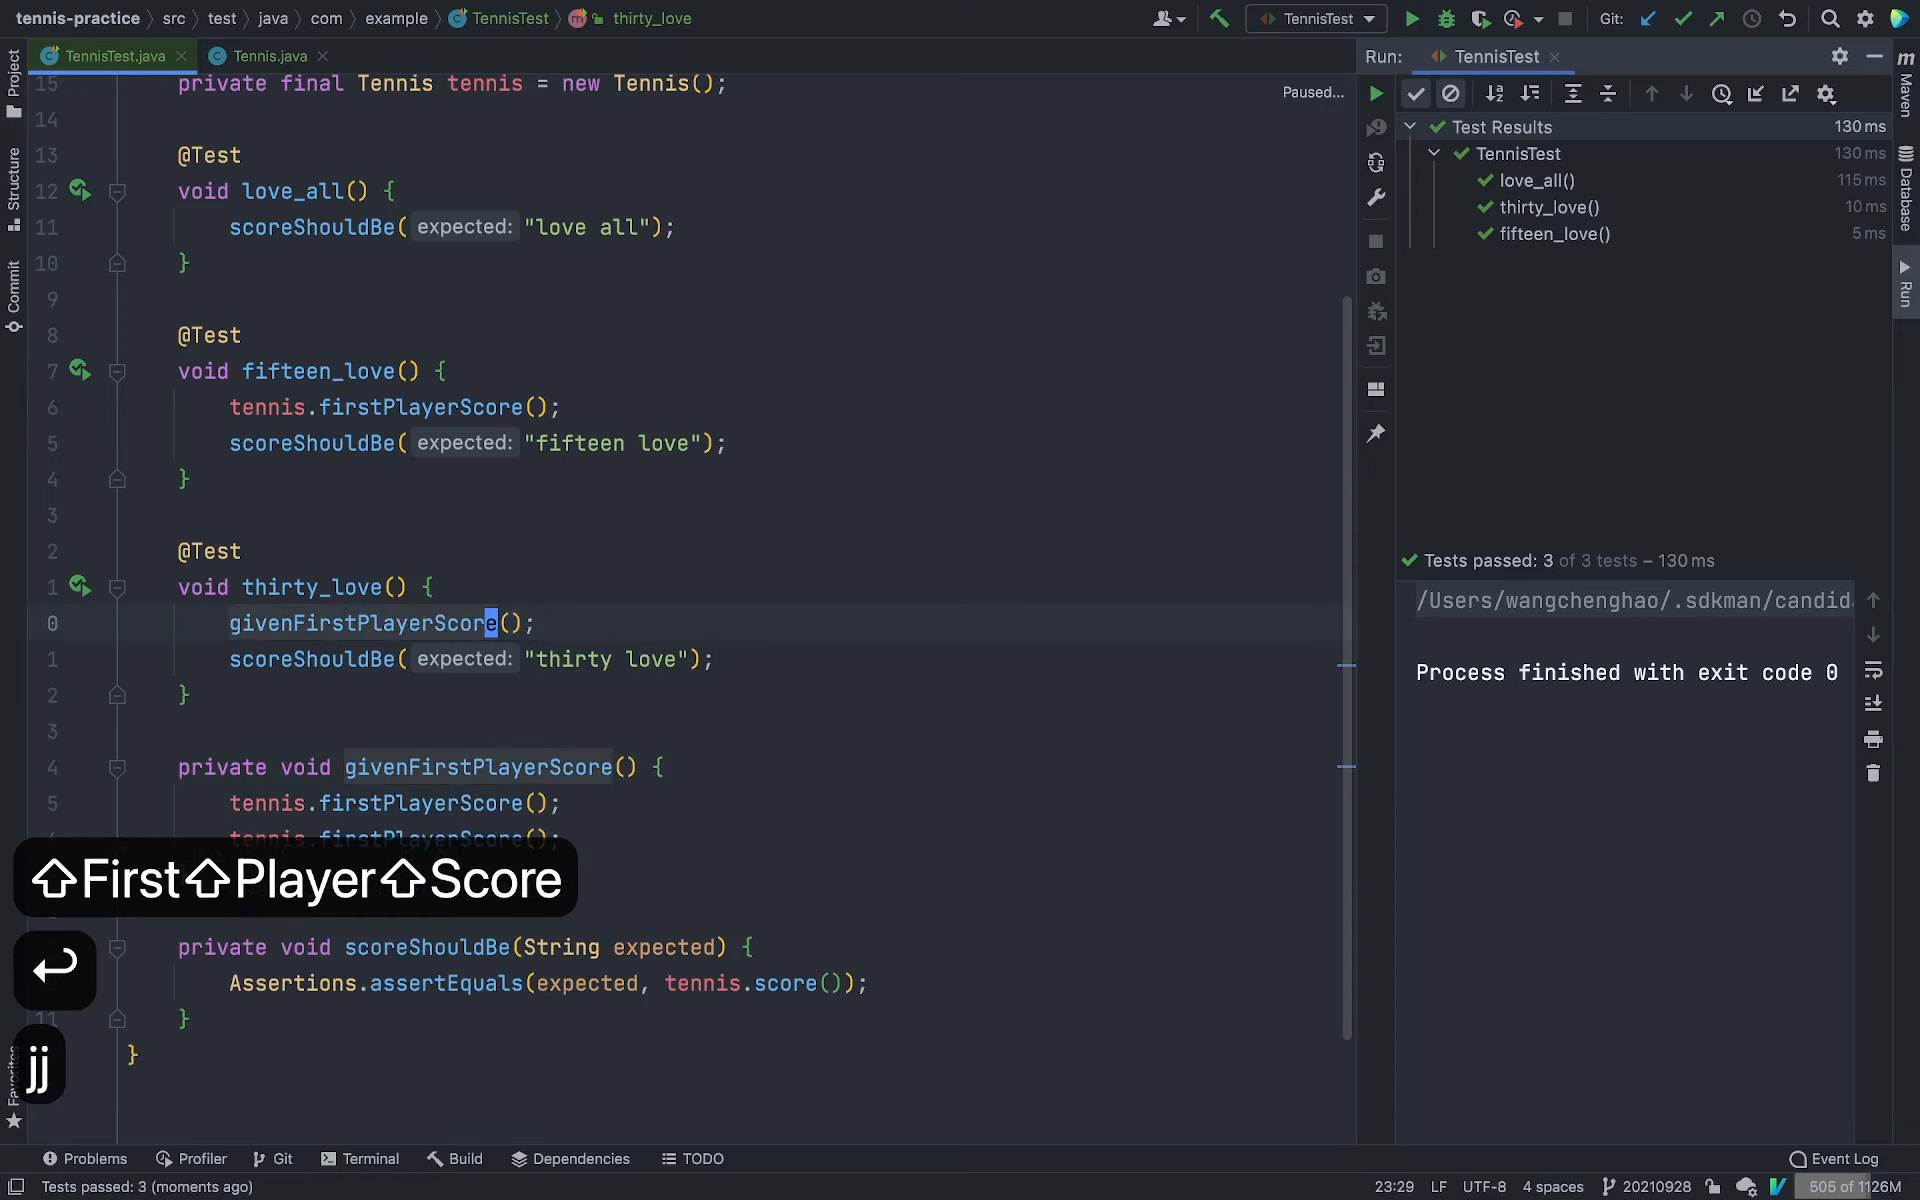 tennis-practice src test java com example TennisTest thirty_love TennisTest Git:
TennisTest.java Tennis.java Run: TennisTest
Project
Structure
Commit
Favorites
Maven
Database
Run
15 private final Tennis tennis = new Tennis();
Paused...
14
13 @Test
12 void love_all() {
11 scoreShouldBe( expected: "love all");
10 }
9
8 @Test
7 void fifteen_love() {
6 tennis.firstPlayerScore();
5 scoreShouldBe( expected: "fifteen love");
4 }
3
2 @Test
1 void thirty_love() {
0 givenFirstPlayerScore();
1 scoreShouldBe( expected: "thirty love");
2 }
3
4 private void givenFirstPlayerScore() {
5 tennis.firstPlayerScore();
tennis.firstPlayerScore();
⇧First⇧Player⇧Score
private void scoreShouldBe(String expected) {
Assertions.assertEquals(expected, tennis.score());
11 }
}
jj
Test Results 130 ms
TennisTest 130 ms
love_all() 115 ms
thirty_love() 10 ms
fifteen_love() 5 ms
Tests passed: 3 of 3 tests – 130 ms
/Users/wangchenghao/.sdkman/candid
Process finished with exit code 0
Problems Profiler Git Terminal Build Dependencies TODO Event Log
Tests passed: 3 (moments ago) 23:29 LF UTF-8 4 spaces 20210928 505 of 1126M